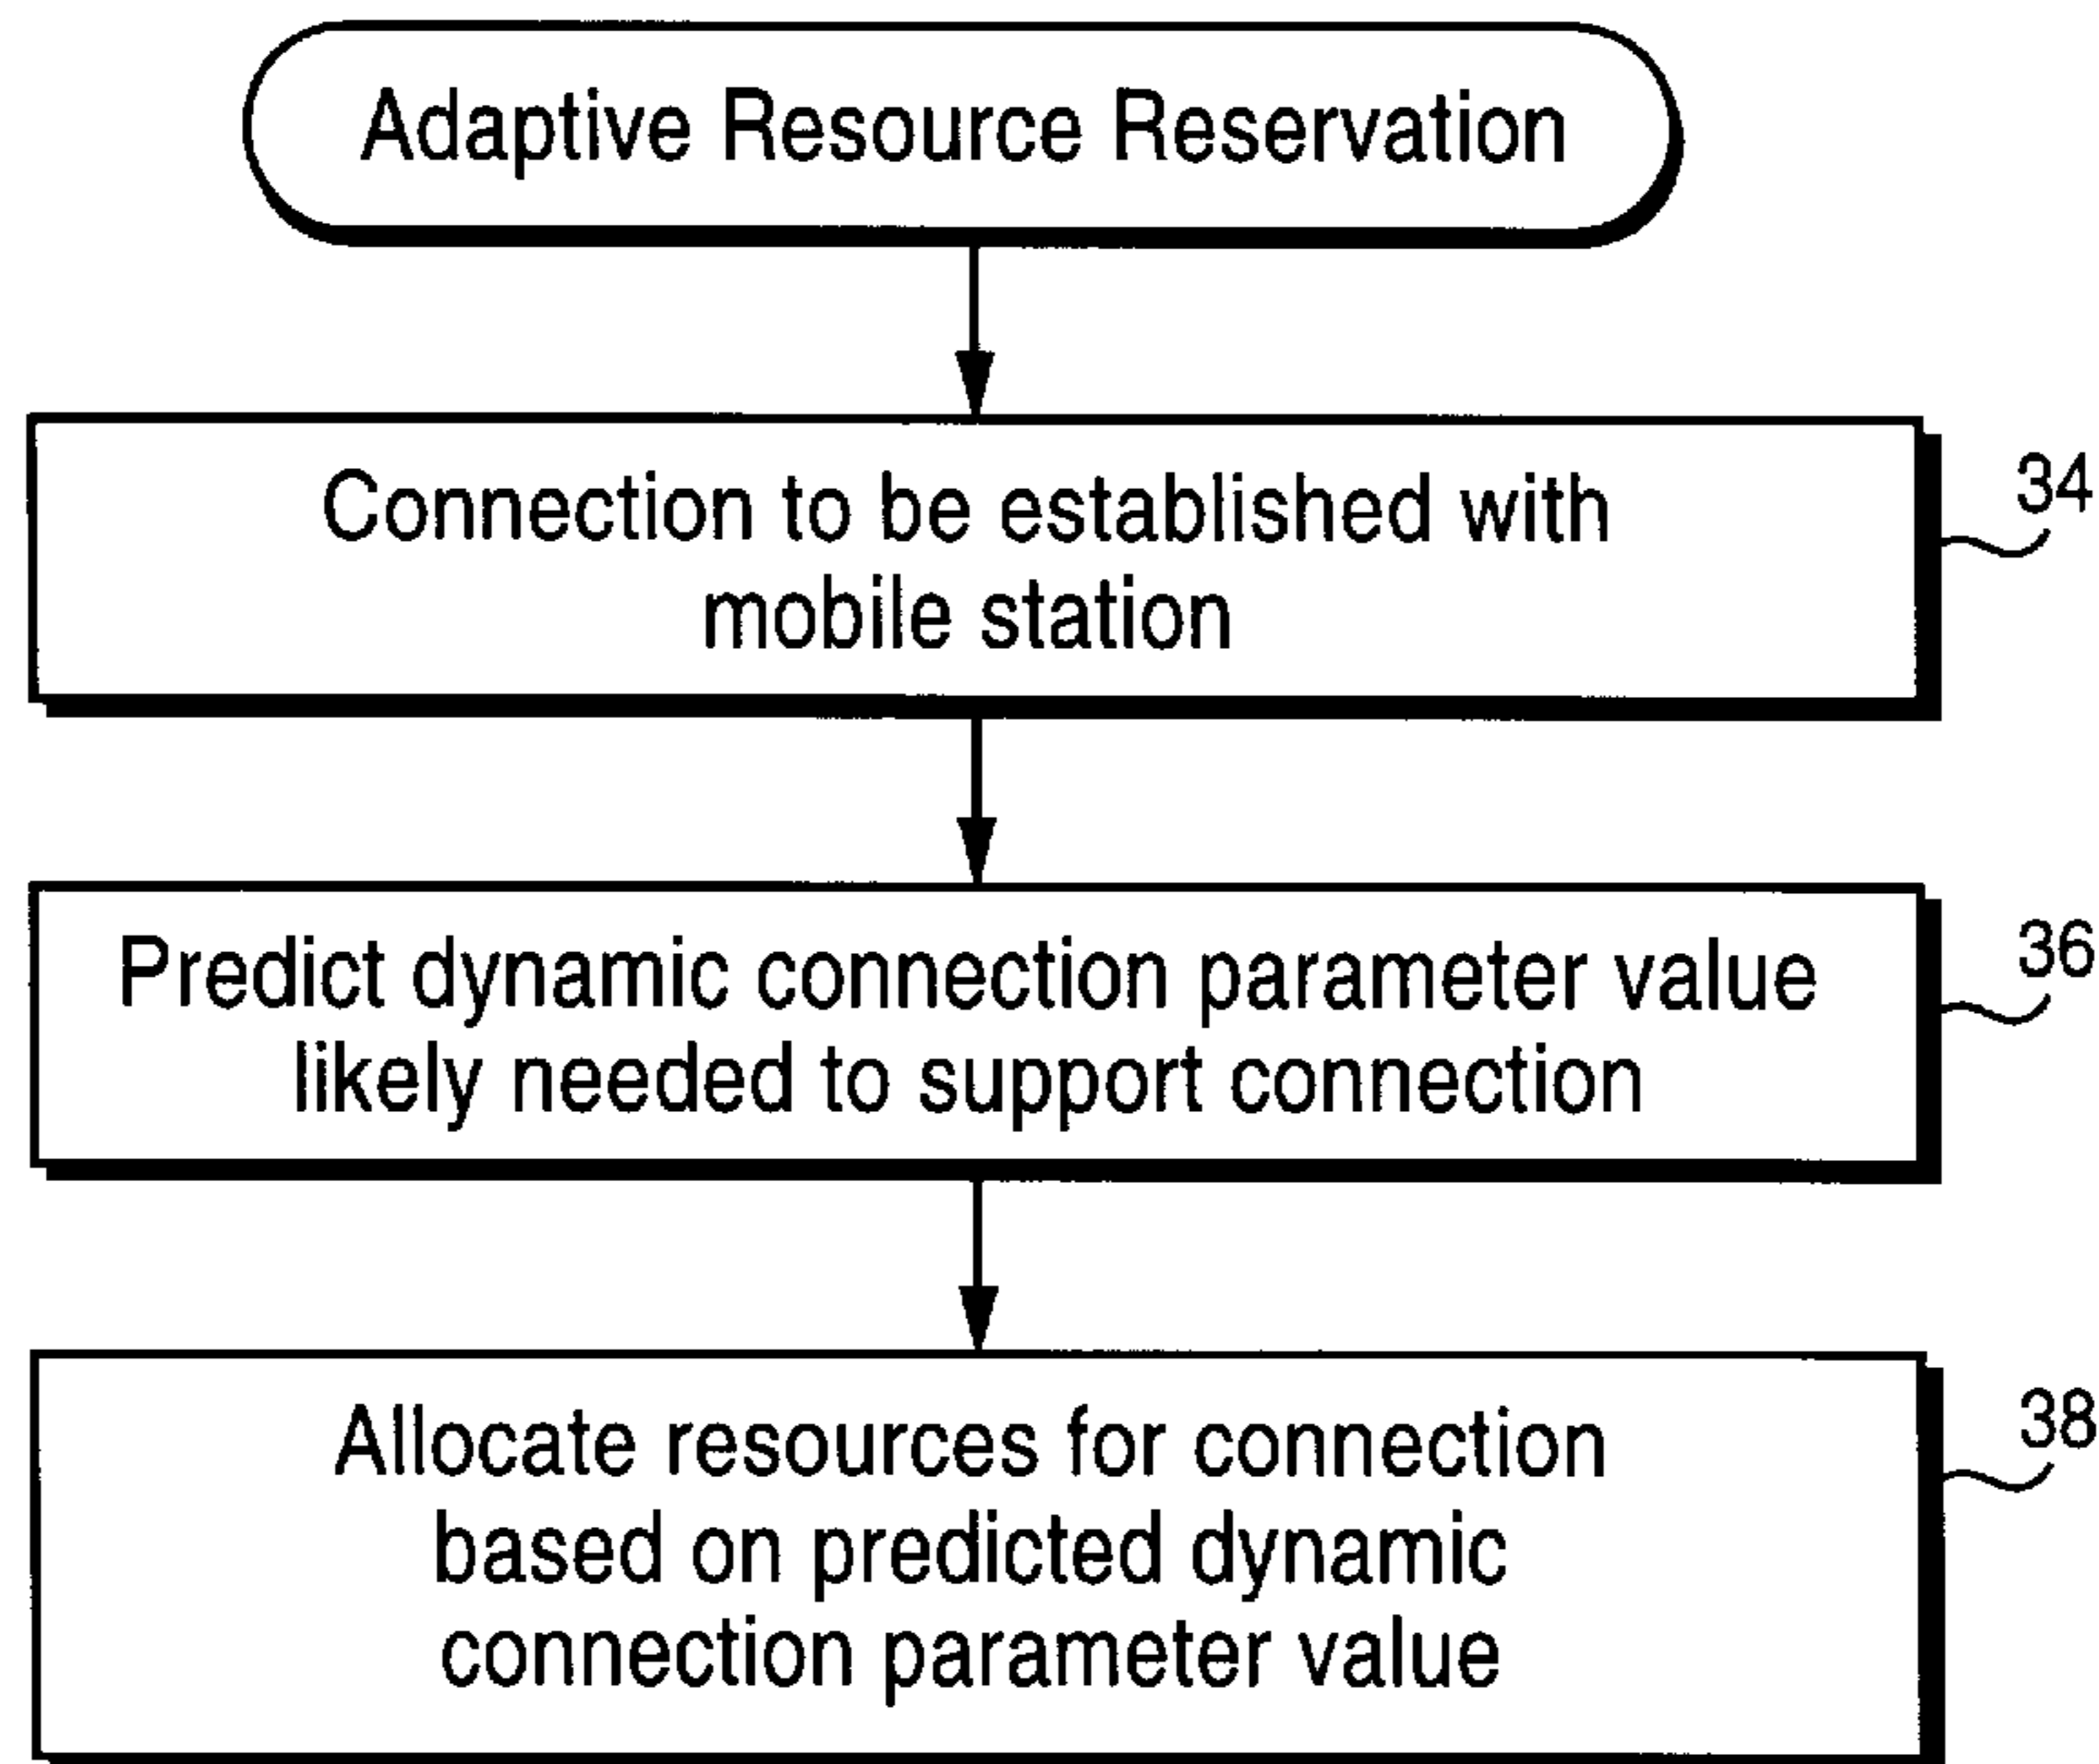 Adaptive Resource Reservation
Connection to be established with
mobile station
34
Predict dynamic connection parameter value
likely needed to support connection
36
Allocate resources for connection
based on predicted dynamic
connection parameter value
38